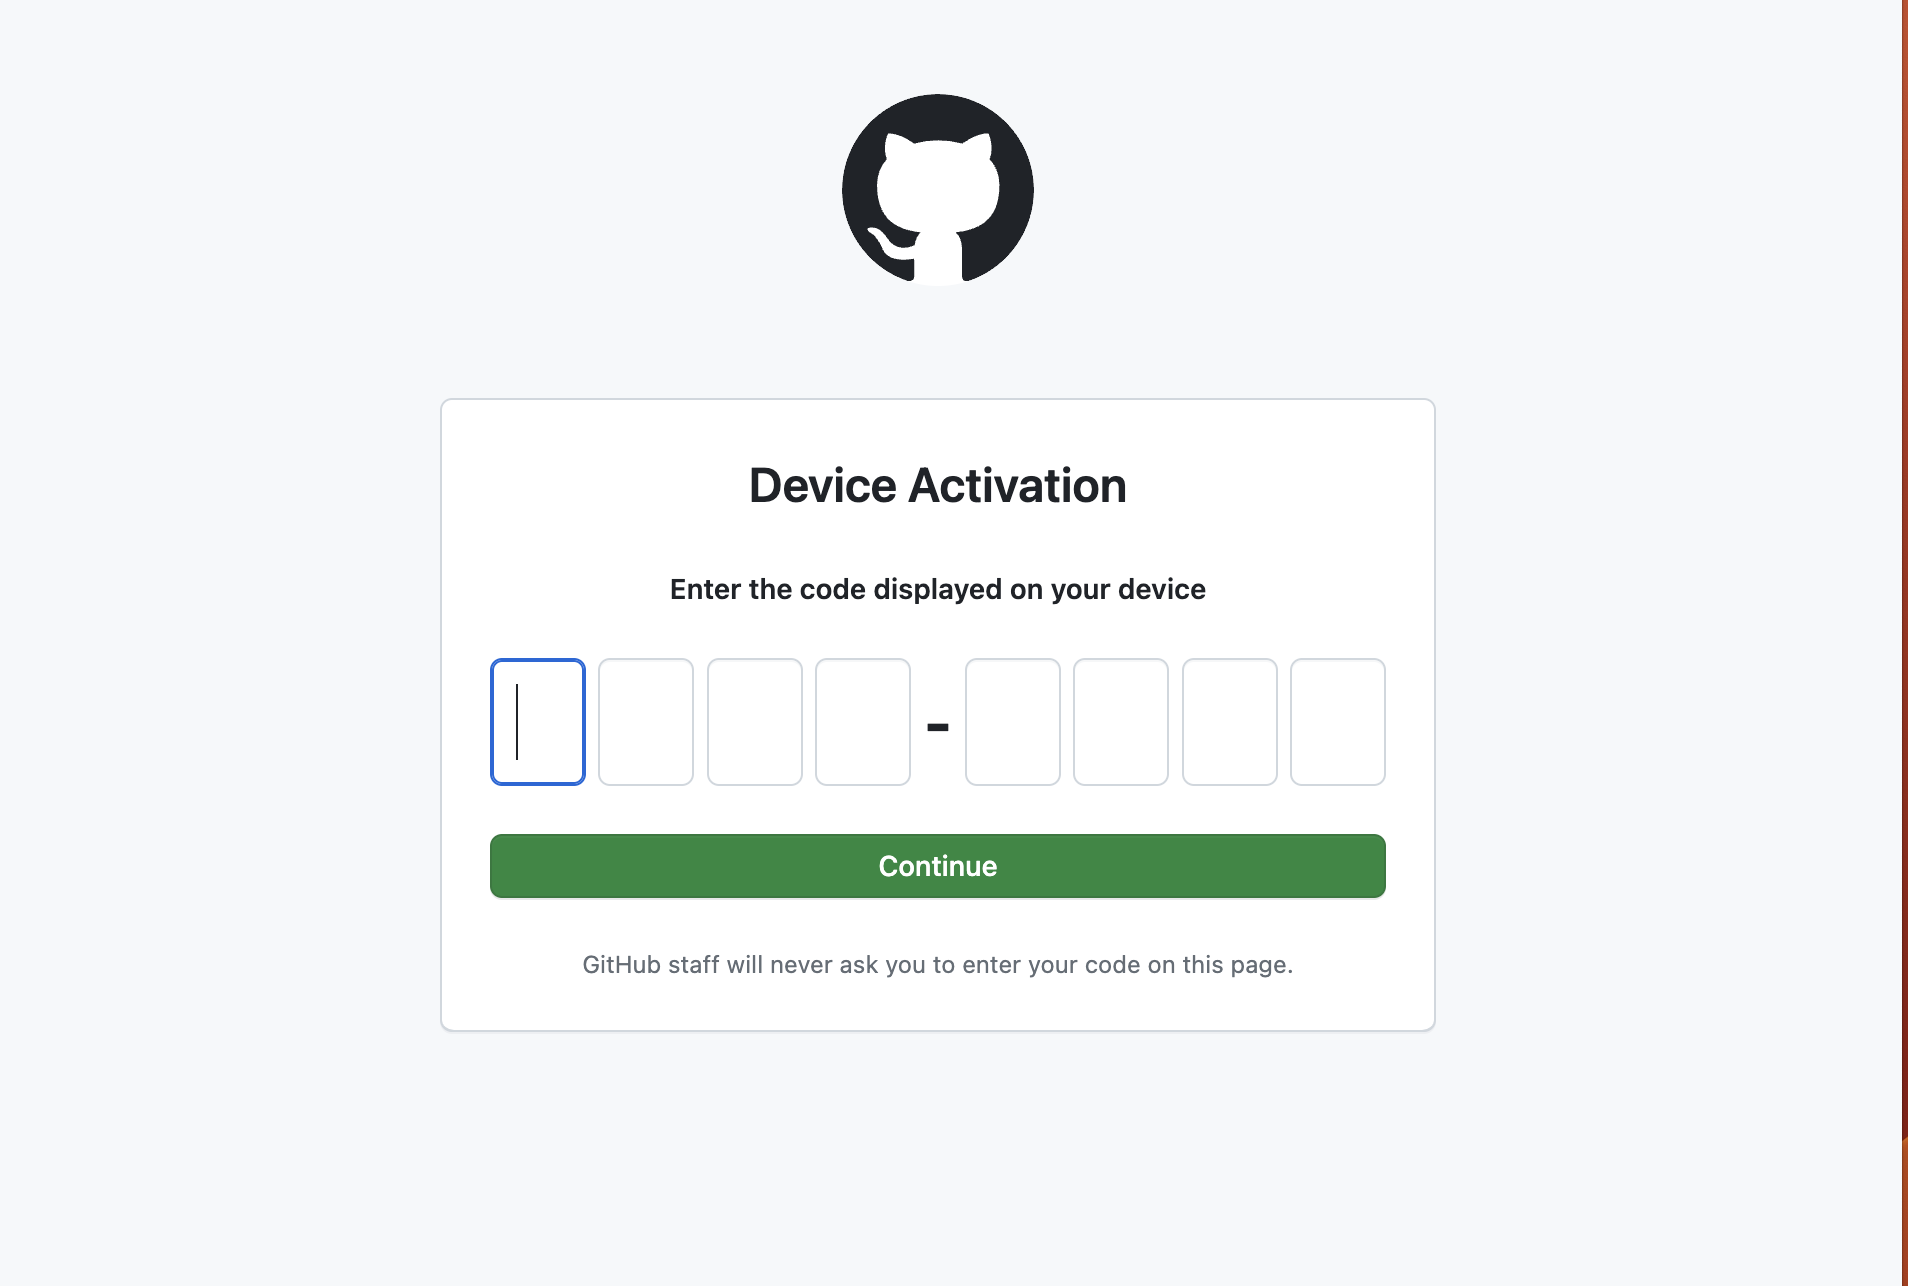 Device Activation
Enter the code displayed on your device
-
Continue
GitHub staff will never ask you to enter your code on this page.